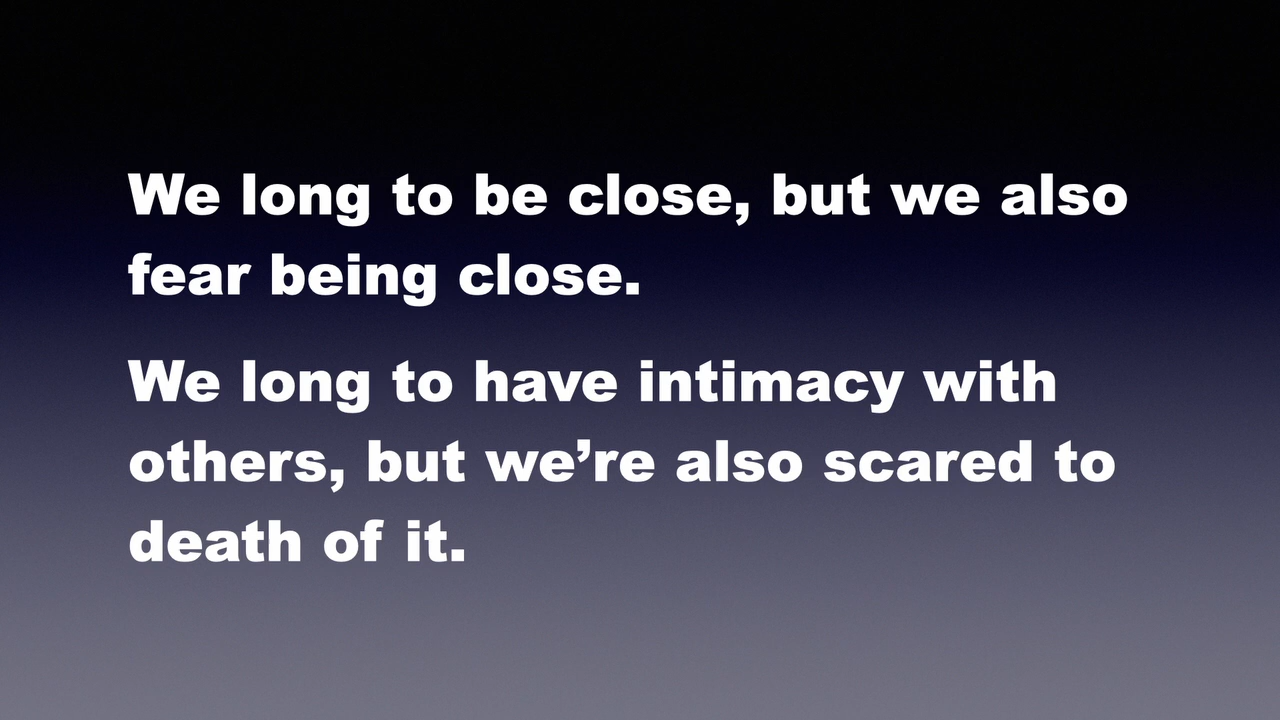 We long to be close, but we also
fear being close.
We long to have intimacy with
others, but we’re also scared to
death of it.